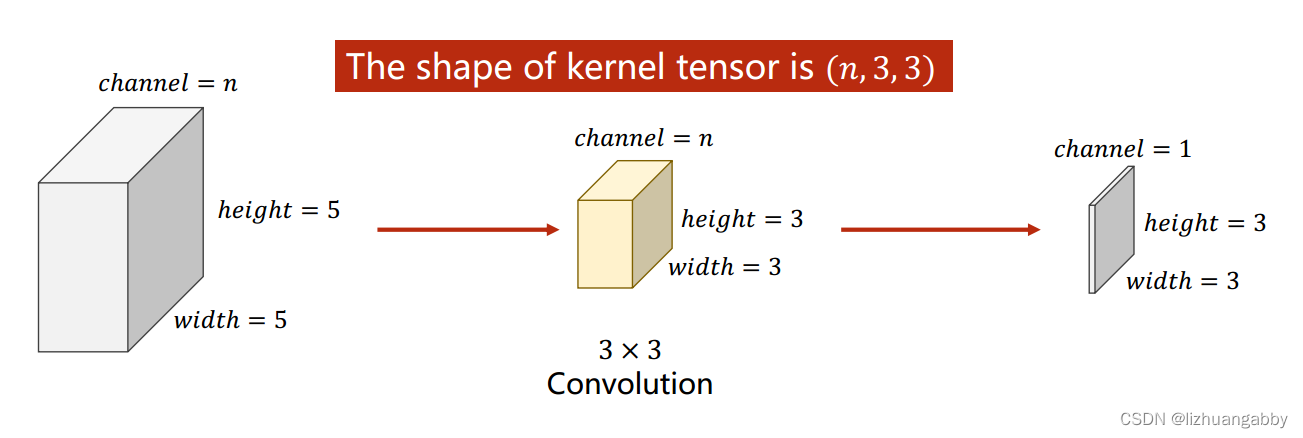 The shape of kernel tensor is (n, 3, 3)
channel = n
height = 5
width = 5
channel = n
height = 3
width = 3
3 × 3
Convolution
channel = 1
height = 3
width = 3
CSDN @lizhuangabby